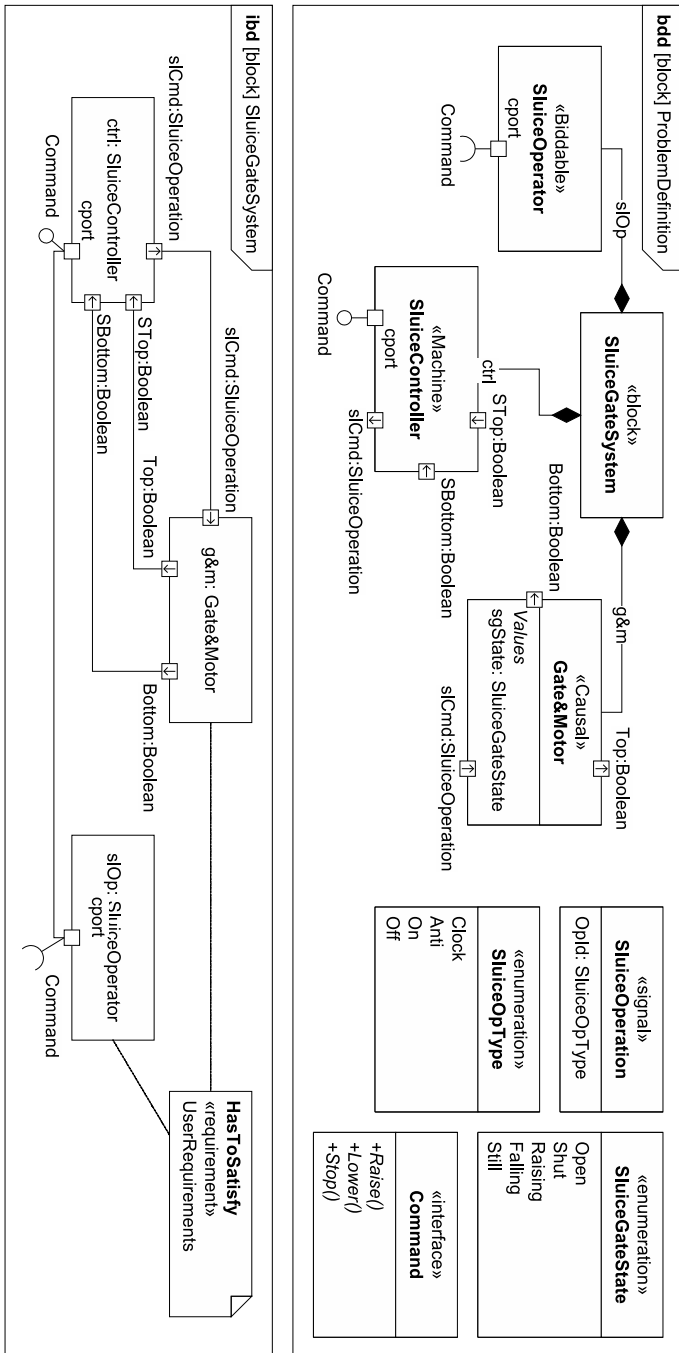 bdd [block] ProblemDefinition
«block»
SluiceGateSystem
slOp
ctrl
g&m
«Biddable»
SluiceOperator
cport
Command
«Machine»
SluiceController
cport
Command
STop:Boolean
SBottom:Boolean
slCmd:SluiceOperation
«Causal»
Gate&Motor
Values
sgState: SluiceGateState
Top:Boolean
Bottom:Boolean
slCmd:SluiceOperation
«signal»
SluiceOperation
OpId: SluiceOpType
«enumeration»
SluiceGateState
Open
Shut
Raising
Falling
Still
«enumeration»
SluiceOpType
Clock
Anti
On
Off
«interface»
Command
+Raise()
+Lower()
+Stop()
ibd [block] SluiceGateSystem
slCmd:SluiceOperation
slCmd:SluiceOperation
ctrl: SluiceController
cport
Command
STop:Boolean
SBottom:Boolean
g&m: Gate&Motor
Top:Boolean
Bottom:Boolean
slOp: SluiceOperator
cport
Command
HasToSatisfy
«requirement»
UserRequirements